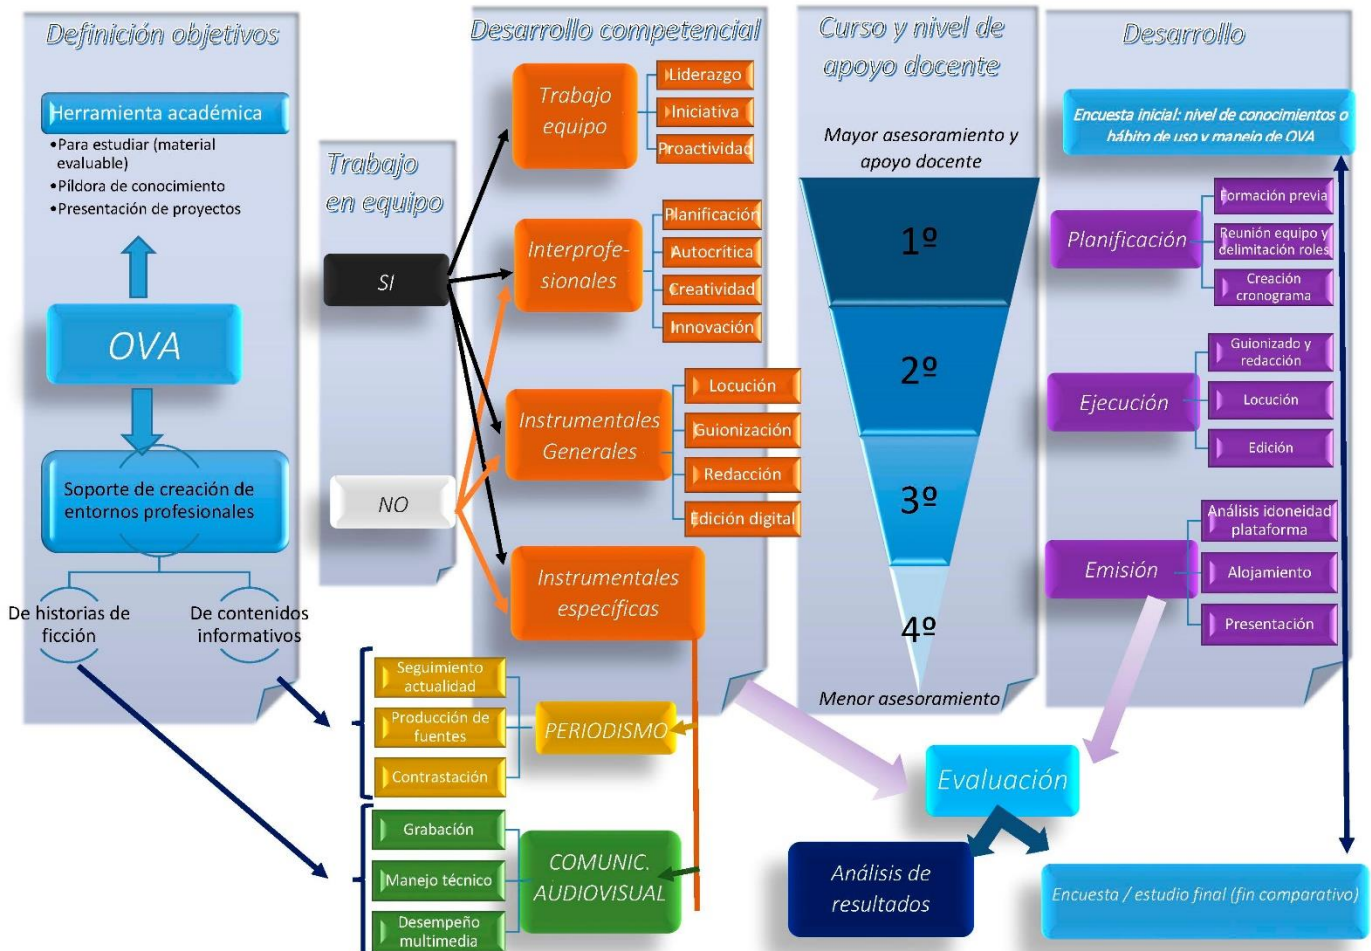 Definición objetivos
Herramienta académica
•Para estudiar (material
evaluable)
•Píldora de conocimiento
•Presentación de proyectos
OVA
Soporte de creación de
entornos profesionales
De historias de
ficción
De contenidos
informativos
Trabajo
en equipo
SI
NO
Desarrollo competencial
Trabajo
equipo
Liderazgo
Iniciativa
Proactividad
Interprofe-
sionales
Planificación
Autocrítica
Creatividad
Innovación
Instrumentales
Generales
Locución
Guionización
Redacción
Edición digital
Instrumentales
específicas
Seguimiento
actualidad
Producción de
fuentes
Contrastación
PERIODISMO
Grabación
Manejo técnico
Desempeño
multimedia
COMUNIC.
AUDIOVISUAL
Curso y nivel de
apoyo docente
Mayor asesoramiento y
apoyo docente
1º
2º
3º
4º
Menor asesoramiento
Desarrollo
Encuesta inicial: nivel de conocimientos o
hábito de uso y manejo de OVA
Planificación
Formación previa
Reunión equipo y
delimitación roles
Creación
cronograma
Ejecución
Guionizado y
redacción
Locución
Edición
Emisión
Análisis idoneidad
plataforma
Alojamiento
Presentación
Evaluación
Análisis de
resultados
Encuesta / estudio final (fin comparativo)